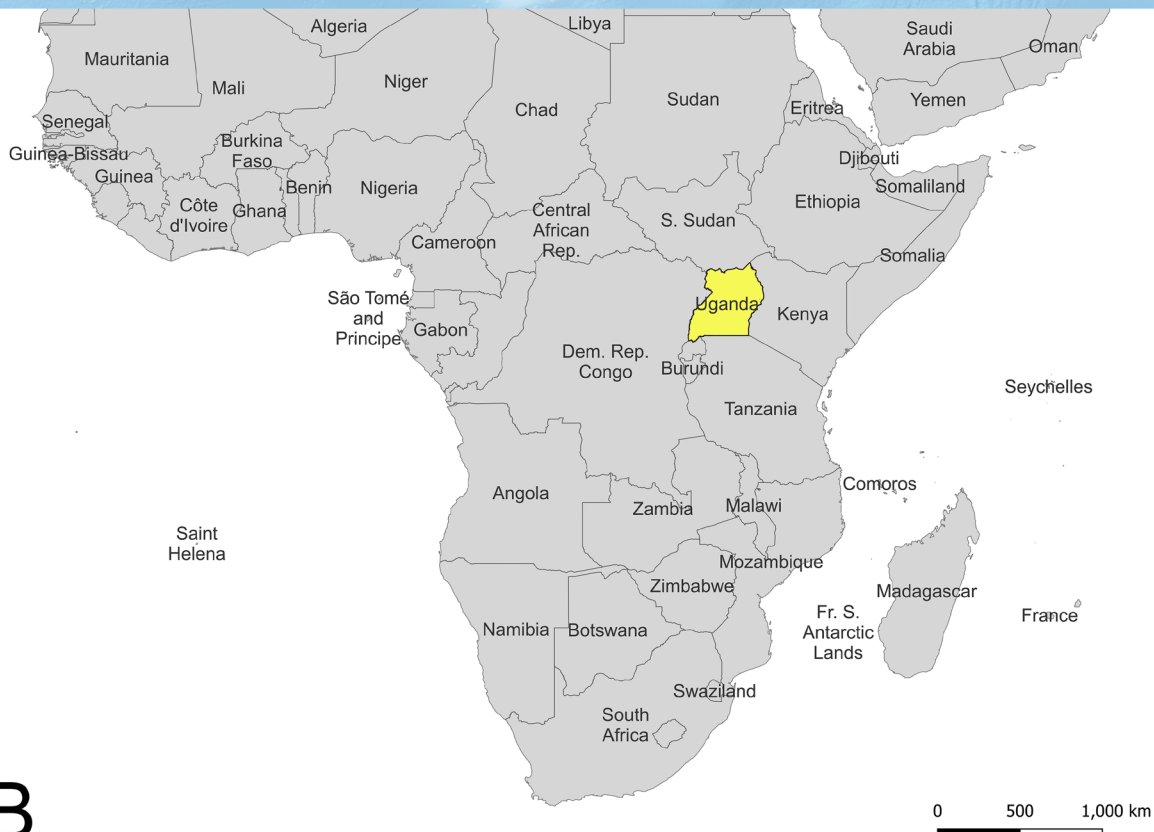 Algeria
Libya
Saudi
Arabia
Oman
Mauritania
Mali
Niger
Chad
Sudan
Eritrea
Yemen
Senegal
Guinea-Bissau
Guinea
Burkina
Faso
Benin
Nigeria
Djibouti
Somaliland
Côte
d'Ivoire
Ghana
Central
African
Rep.
S. Sudan
Ethiopia
Cameroon
Somalia
São Tomé
and
Principe
Gabon
Uganda
Kenya
Dem. Rep.
Congo
Burundi
Seychelles
Tanzania
Angola
Zambia
Malawi
Comoros
Saint
Helena
Mozambique
Zimbabwe
Madagascar
Namibia
Botswana
Fr. S.
Antarctic
Lands
France
Swaziland
South
Africa
B
0 500 1,000 km